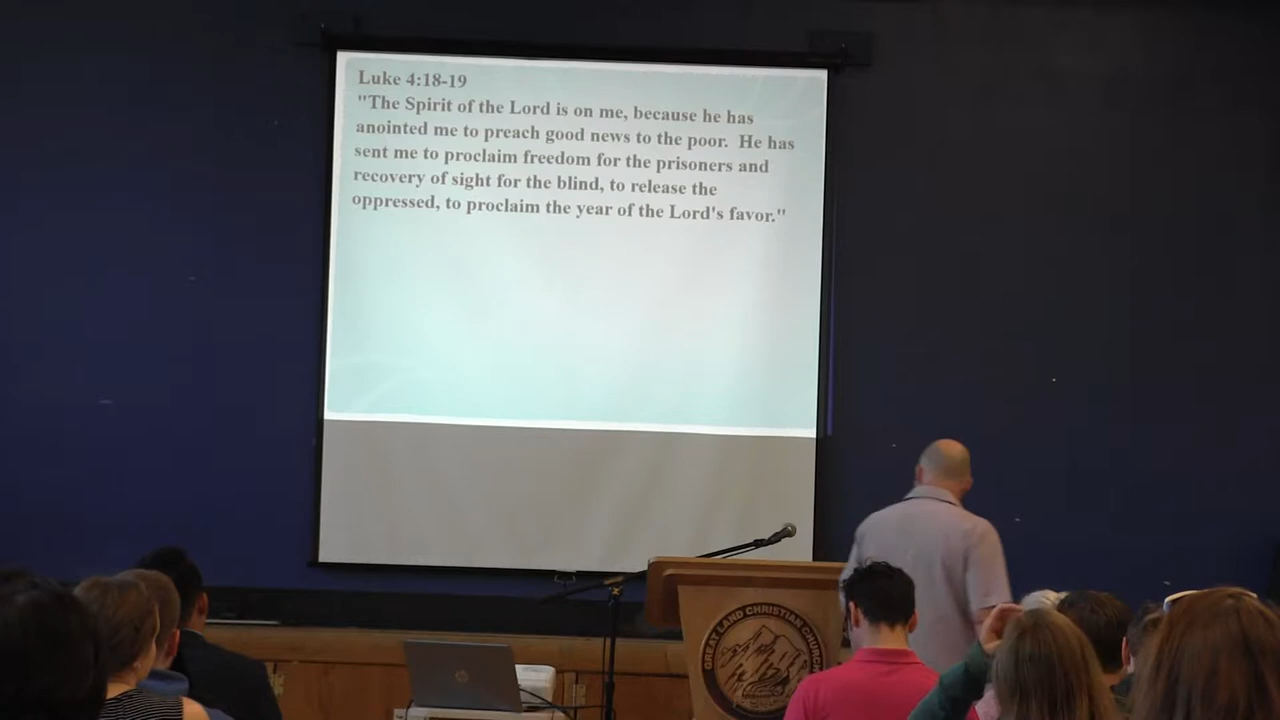 Luke 4:18-19
"The Spirit of the Lord is on me, because he has
anointed me to preach good news to the poor.  He has
sent me to proclaim freedom for the prisoners and
recovery of sight for the blind, to release the
oppressed, to proclaim the year of the Lord's favor."
GREAT LAND CHRISTIAN CHURCH
hp